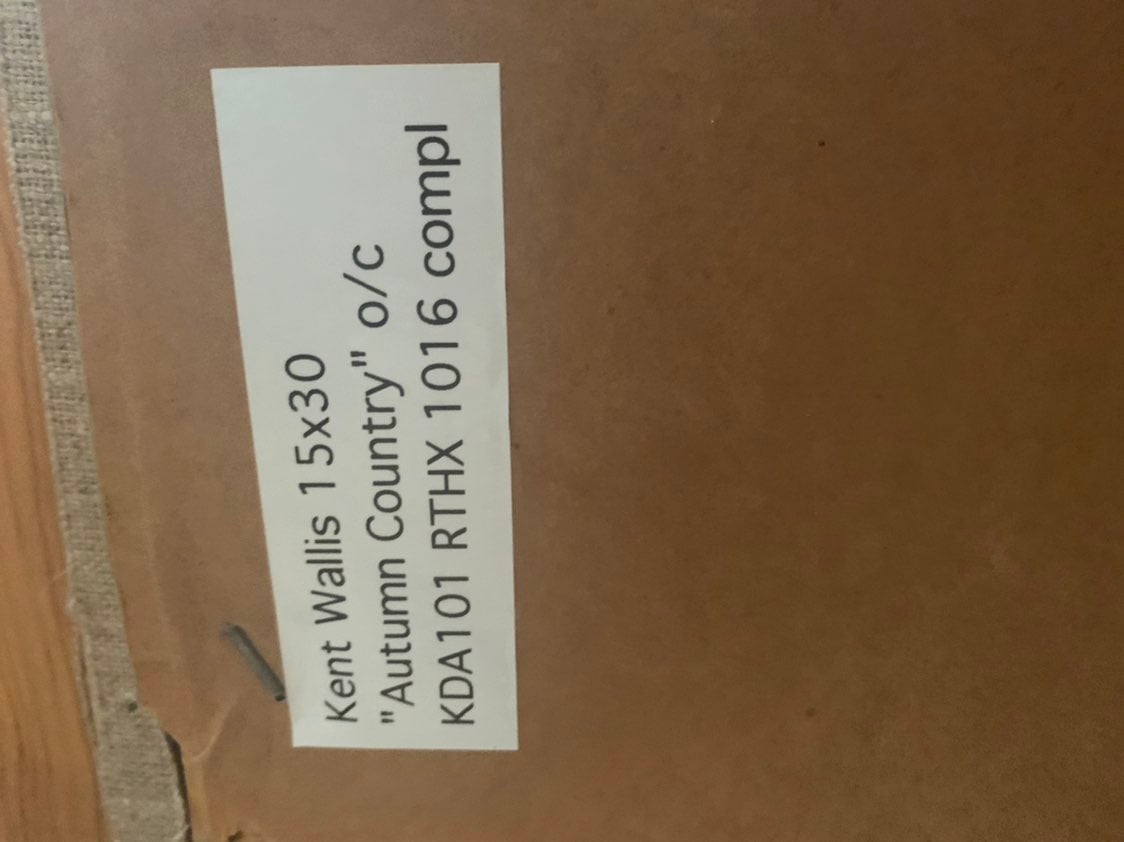 Kent Wallis 15x30
"Autumn Country" o/c
KDA101 RTHX 1016 compl